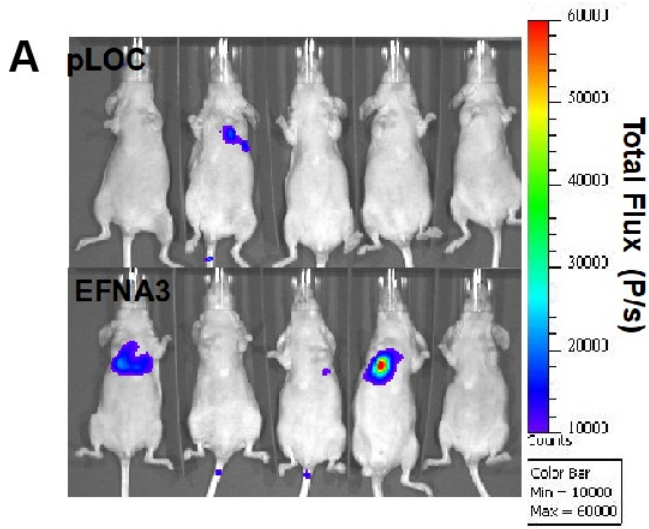 A
pLOC
EFNA3
60000
50000
40000
30000
20000
10000
Total Flux (P/s)
Counts
Color Bar
Min = 10000
Max = 60000